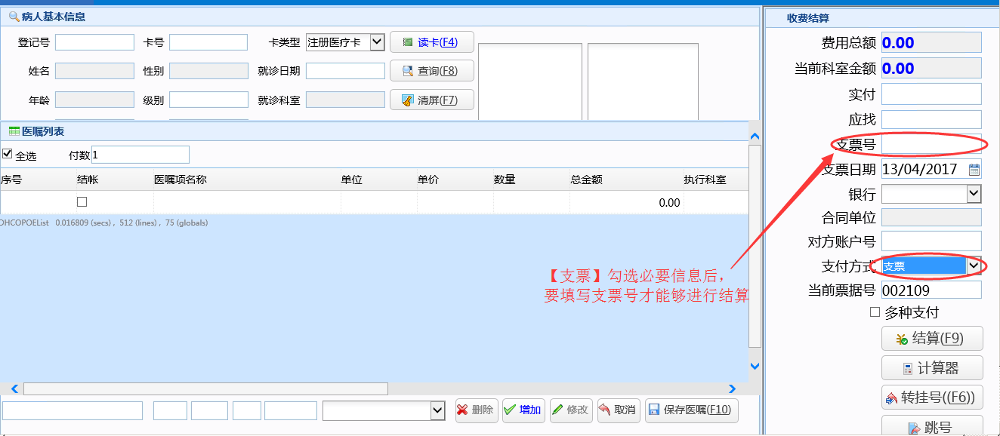 病人基本信息
登记号 卡号 卡类型 注册医疗卡 读卡(F4)
姓名 性别 就诊日期 查询(F8)
年龄 级别 就诊科室 清屏(F7)
医嘱列表
全选 付数 1
序号 结帐 医嘱项名称 单位 单价 数量 总金额 执行科室
0.00
DHCOPOEList 0.016809 (secs) , 512 (lines) , 75 (globals)
【支票】勾选必要信息后，
要填写支票号才能够进行结算
删除 增加 修改 取消 保存医嘱(F10)
收费结算
费用总额 0.00
当前科室金额 0.00
实付
应找
支票号
支票日期 13/04/2017
银行
合同单位
对方账户号
支付方式 支票
当前票据号 002109
多种支付
结算(F9)
计算器
转挂号((F6))
跳号